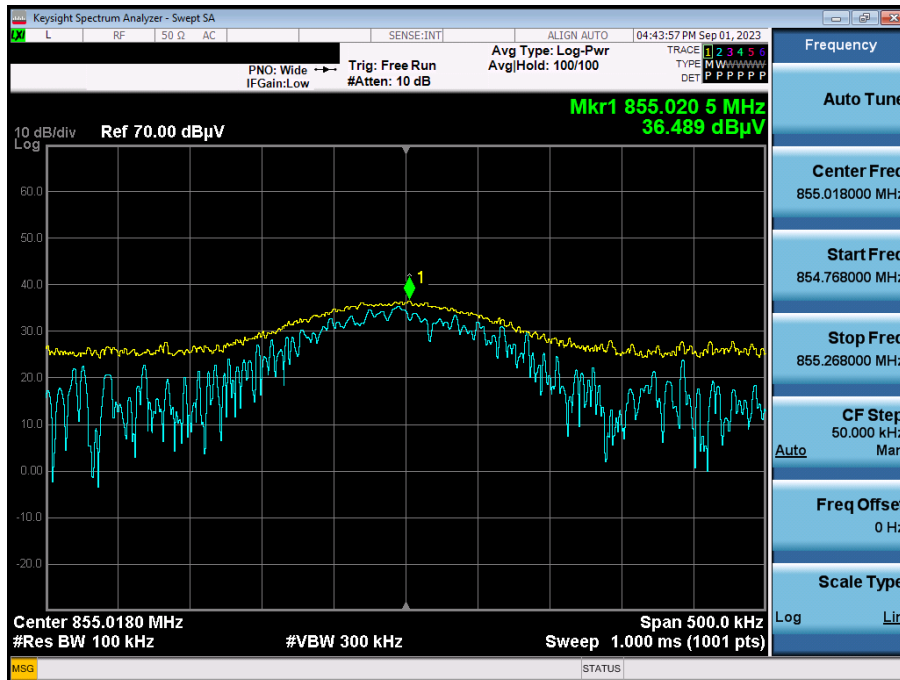 Keysight Spectrum Analyzer - Swept SA
LXI L RF 50 Ω AC SENSE:INT ALIGN AUTO 04:43:57 PM Sep 01, 2023
PNO: Wide
IFGain:Low
Trig: Free Run
#Atten: 10 dB
Avg Type: Log-Pwr
Avg|Hold: 100/100
TRACE 1 2 3 4 5 6
TYPE M W W W W W
DET P P P P P P
Mkr1 855.020 5 MHz
36.489 dBµV
10 dB/div Ref 70.00 dBµV
Log
60.0
50.0
40.0
30.0
20.0
10.0
0.00
-10.0
-20.0
1
Center 855.0180 MHz Span 500.0 kHz
#Res BW 100 kHz #VBW 300 kHz Sweep 1.000 ms (1001 pts)
MSG STATUS
Frequency
Auto Tune
Center Freq
855.018000 MHz
Start Freq
854.768000 MHz
Stop Freq
855.268000 MHz
CF Step
50.000 kHz
Auto Man
Freq Offset
0 Hz
Scale Type
Log Lin